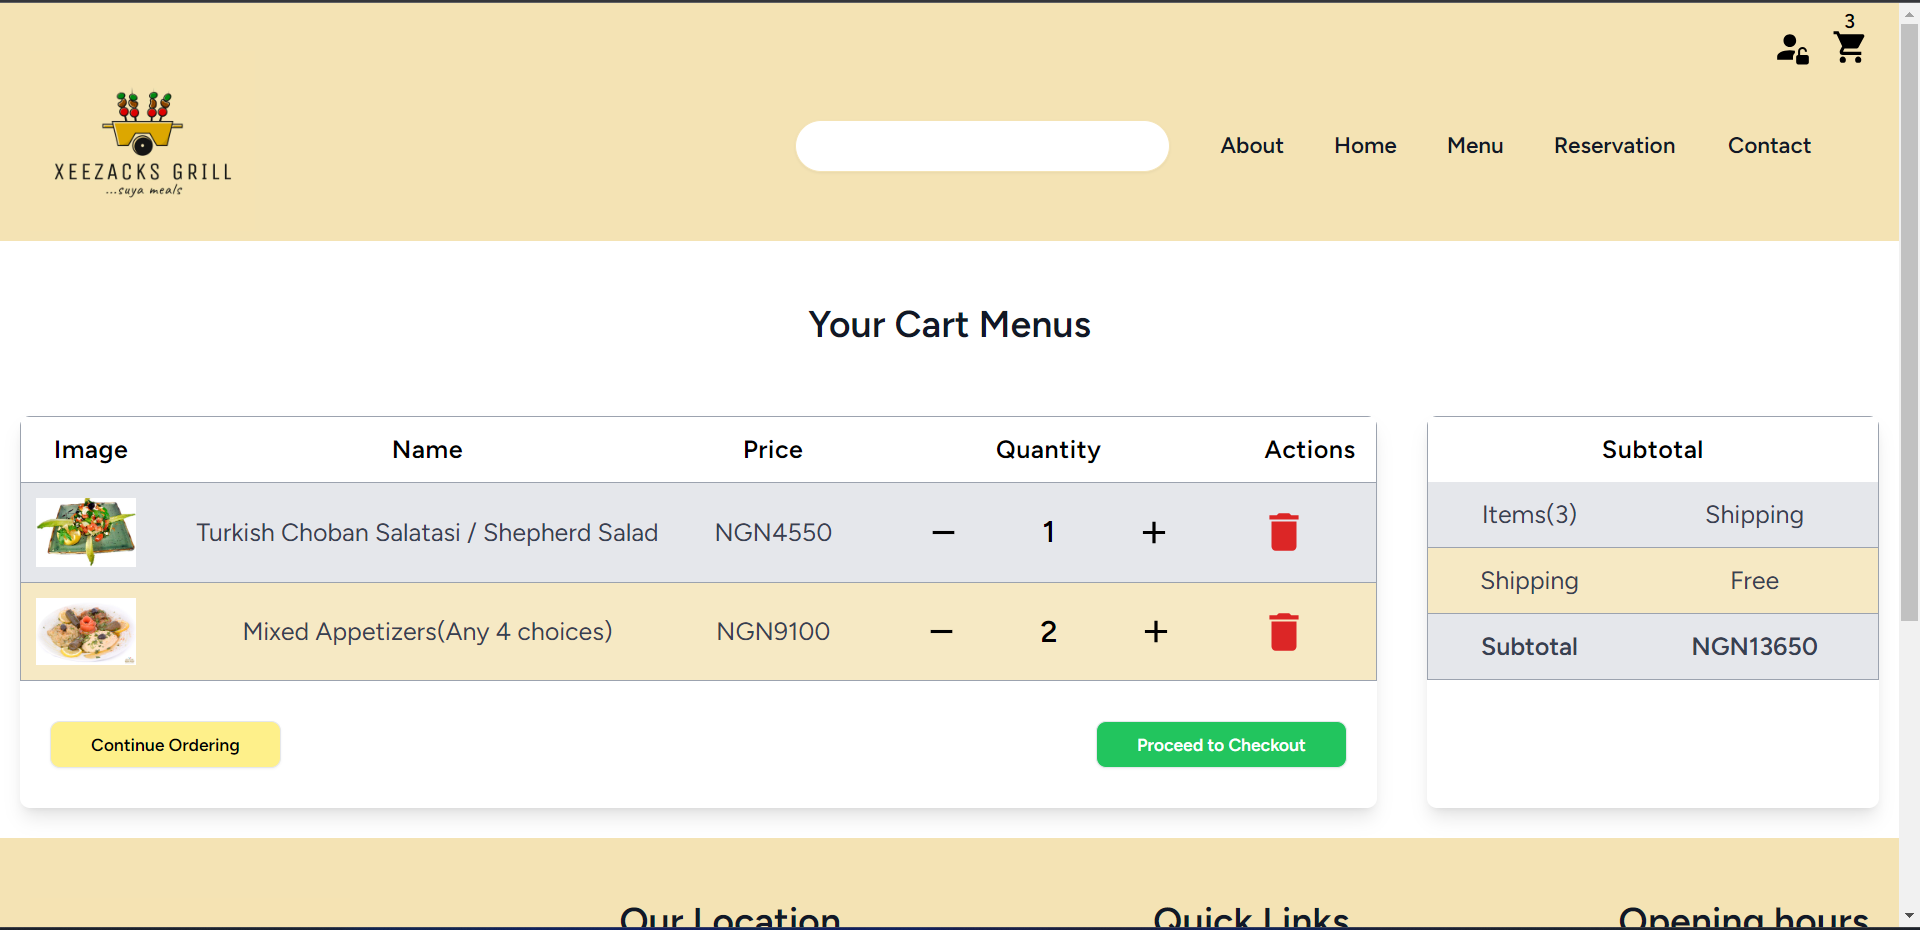 3
XEEZACKS GRILL
...suya meals
About Home Menu Reservation Contact
Your Cart Menus
Image Name Price Quantity Actions
Turkish Choban Salatasi / Shepherd Salad NGN4550 1
Mixed Appetizers(Any 4 choices) NGN9100 2
Continue Ordering Proceed to Checkout
Subtotal
Items(3) Shipping
Shipping Free
Subtotal NGN13650
Our Location Quick Links Opening hours